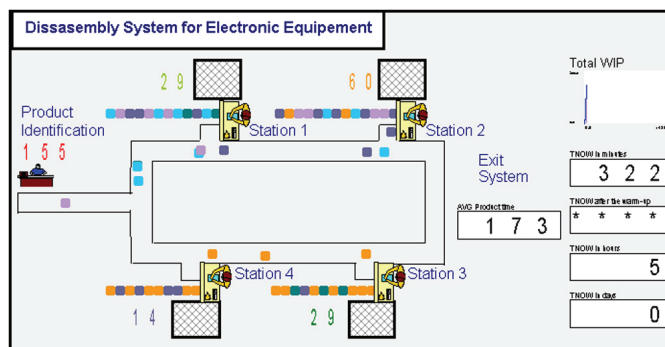 Dissasembly System for Electronic Equipement
2 9
6 0
Total WIP
Product
Identification
1 5 5
Station 1
Station 2
Exit
System
TNOW in minutes
3 2 2
AVG Product time
1 7 3
TNOW after the warm-up
* * * *
Station 4
Station 3
TNOW in hours
5
1 4
2 9
TNOW in days
0